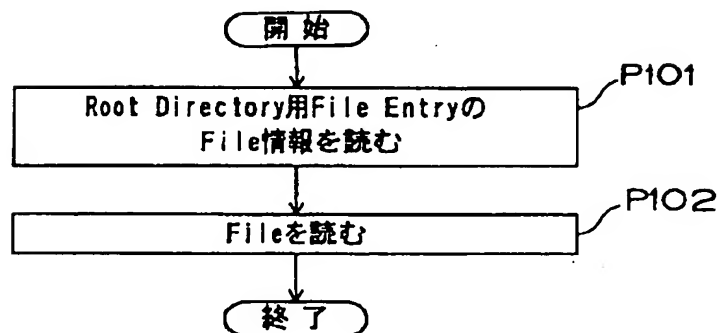 開始
Root Directory用File Entryの
File情報を読む
P101
Fileを読む
P102
終了